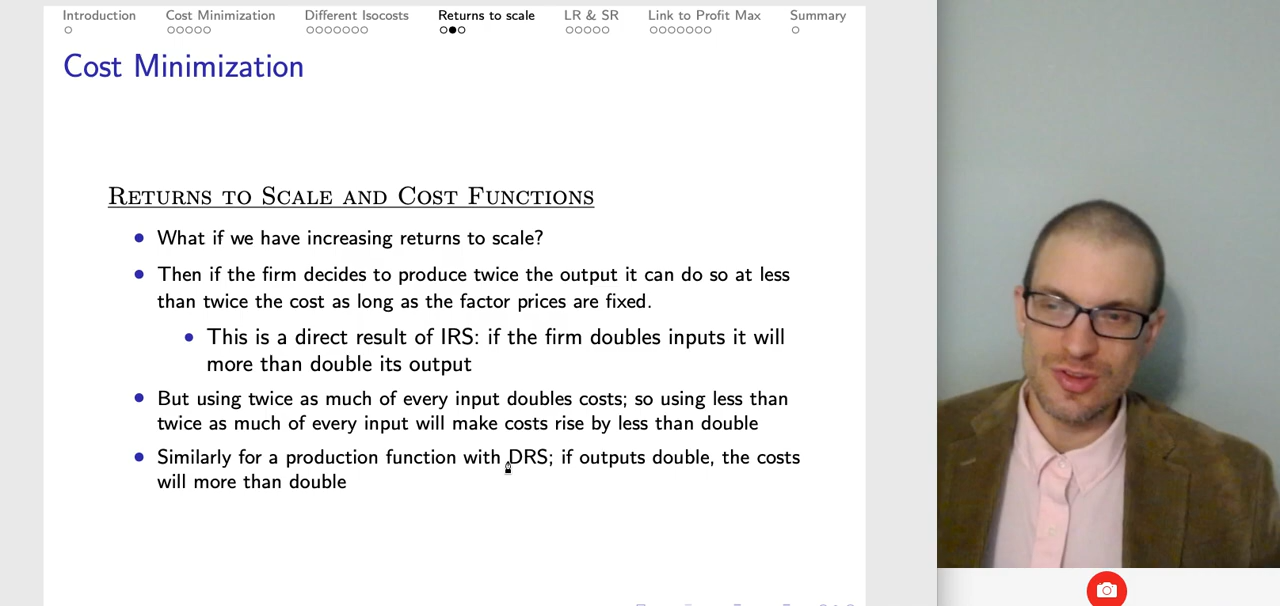 Introduction Cost Minimization Different Isocosts Returns to scale LR & SR Link to Profit Max Summary
Cost Minimization
Returns to Scale and Cost Functions
What if we have increasing returns to scale?
Then if the firm decides to produce twice the output it can do so at less
than twice the cost as long as the factor prices are fixed.
This is a direct result of IRS: if the firm doubles inputs it will
more than double its output
But using twice as much of every input doubles costs; so using less than
twice as much of every input will make costs rise by less than double
Similarly for a production function with DRS; if outputs double, the costs
will more than double